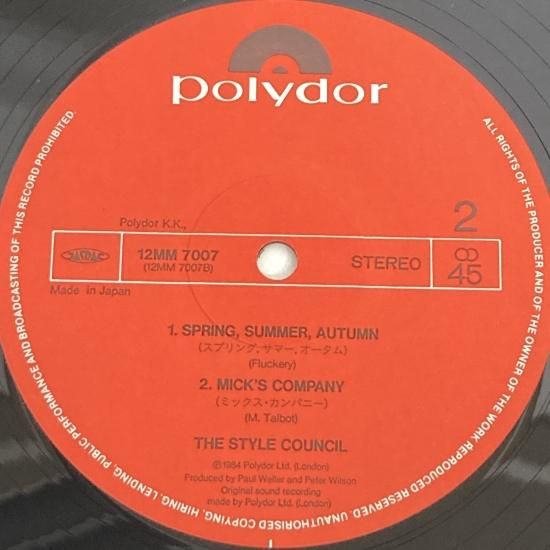 polydor
ALL RIGHTS OF THE PRODUCER AND OF THE OWNER OF THE WORK REPRODUCED RESERVED. UNAUTHORISED COPYING, HIRING, LENDING, PUBLIC PERFORMANCE AND BROADCASTING OF THIS RECORD PROHIBITED.
Polydor K.K.,
2
JASRAC
12MM 7007
(12MM 7007B)
STEREO
45
Made in Japan
1. SPRING, SUMMER, AUTUMN
(スプリング, サマー, オータム)
(Fluckery)
2. MICK'S COMPANY
(ミックス・カンパニー)
(M. Talbot)
THE STYLE COUNCIL
℗1984 Polydor Ltd. (London)
Produced by Paul Weller and Peter Wilson
Original sound recording
made by Polydor Ltd. (London)